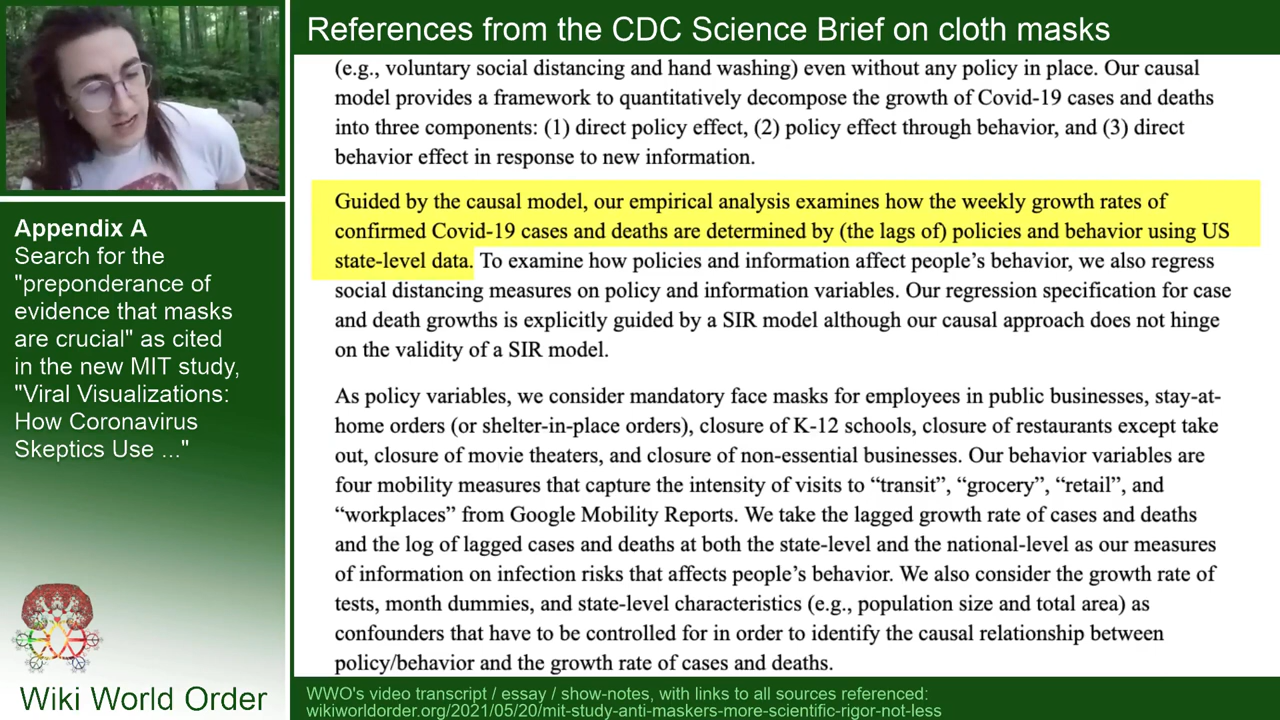 References from the CDC Science Brief on cloth masks
(e.g., voluntary social distancing and hand washing) even without any policy in place. Our causal
model provides a framework to quantitatively decompose the growth of Covid-19 cases and deaths
into three components: (1) direct policy effect, (2) policy effect through behavior, and (3) direct
behavior effect in response to new information.
Guided by the causal model, our empirical analysis examines how the weekly growth rates of
confirmed Covid-19 cases and deaths are determined by (the lags of) policies and behavior using US
state-level data. To examine how policies and information affect people’s behavior, we also regress
social distancing measures on policy and information variables. Our regression specification for case
and death growths is explicitly guided by a SIR model although our causal approach does not hinge
on the validity of a SIR model.
As policy variables, we consider mandatory face masks for employees in public businesses, stay-at-
home orders (or shelter-in-place orders), closure of K-12 schools, closure of restaurants except take
out, closure of movie theaters, and closure of non-essential businesses. Our behavior variables are
four mobility measures that capture the intensity of visits to “transit”, “grocery”, “retail”, and
“workplaces” from Google Mobility Reports. We take the lagged growth rate of cases and deaths
and the log of lagged cases and deaths at both the state-level and the national-level as our measures
of information on infection risks that affects people’s behavior. We also consider the growth rate of
tests, month dummies, and state-level characteristics (e.g., population size and total area) as
confounders that have to be controlled for in order to identify the causal relationship between
policy/behavior and the growth rate of cases and deaths.
Appendix A
Search for the
"preponderance of
evidence that masks
are crucial" as cited
in the new MIT study,
"Viral Visualizations:
How Coronavirus
Skeptics Use ..."
Wiki World Order
WWO's video transcript / essay / show-notes, with links to all sources referenced:
wikiworldorder.org/2021/05/20/mit-study-anti-maskers-more-scientific-rigor-not-less